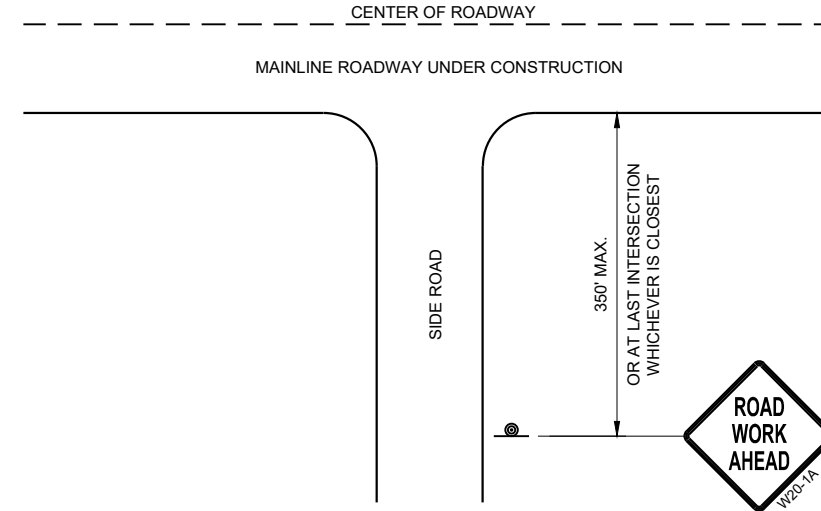 CENTER OF ROADWAY
MAINLINE ROADWAY UNDER CONSTRUCTION
SIDE ROAD
350' MAX.
OR AT LAST INTERSECTION
WHICHEVER IS CLOSEST
ROAD
WORK
AHEAD
W20-1A